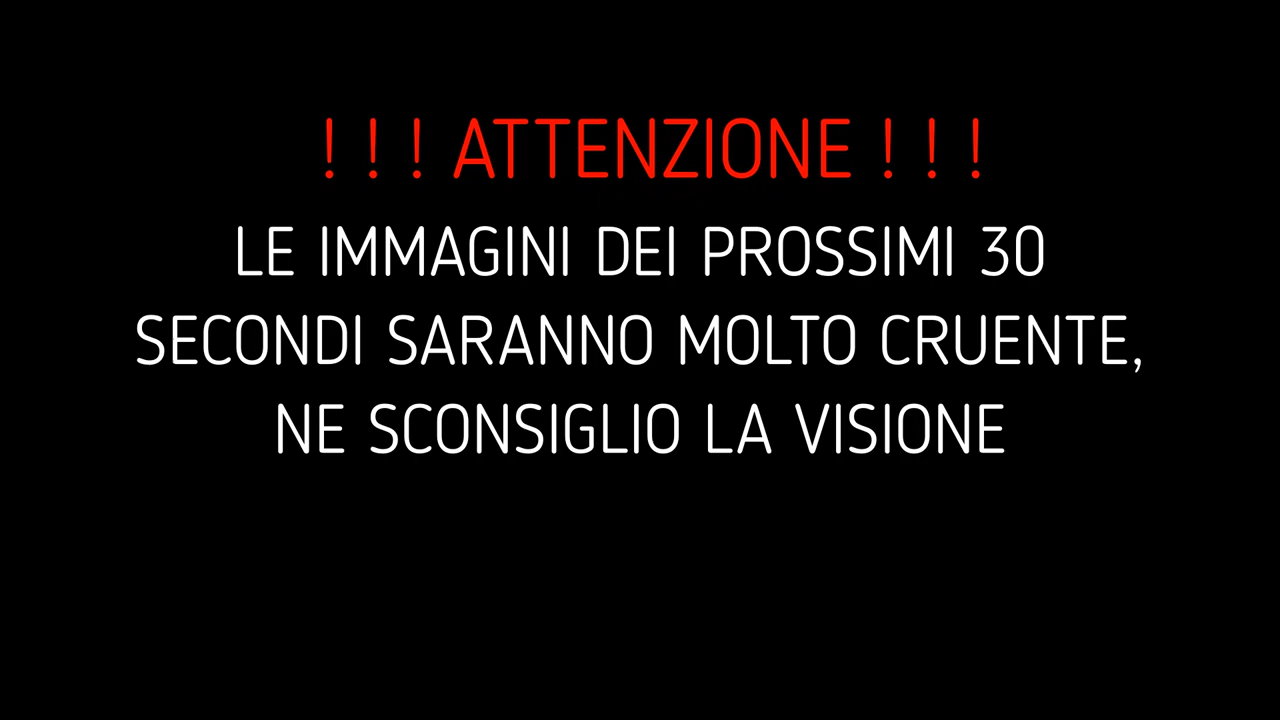 ! ! ! ATTENZIONE ! ! !
LE IMMAGINI DEI PROSSIMI 30
SECONDI SARANNO MOLTO CRUENTE,
NE SCONSIGLIO LA VISIONE